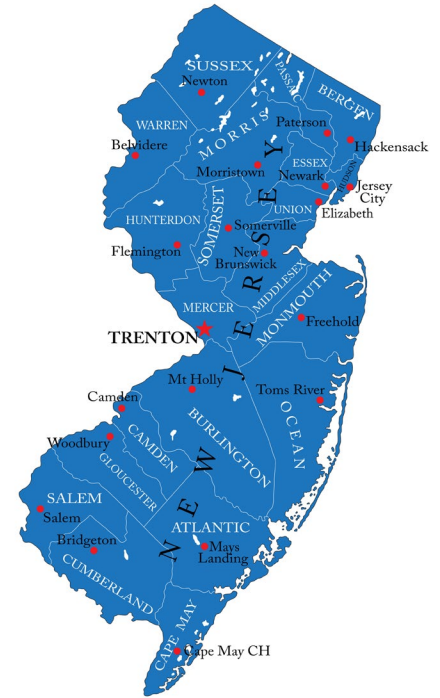 SUSSEX
Newton
PASSAIC
BERGEN
WARREN
MORRIS
Paterson
Hackensack
Belvidere
ESSEX
Morristown
Newark
HUDSON
Jersey
City
UNION
Elizabeth
HUNTERDON
SOMERSET
Somerville
Flemington
New
Brunswick
MIDDLESEX
MERCER
MONMOUTH
Freehold
TRENTON
NEW JERSEY
Mt Holly
Toms River
Camden
BURLINGTON
OCEAN
Woodbury
CAMDEN
GLOUCESTER
SALEM
Salem
ATLANTIC
Bridgeton
Mays
Landing
CUMBERLAND
CAPE MAY
Cape May CH